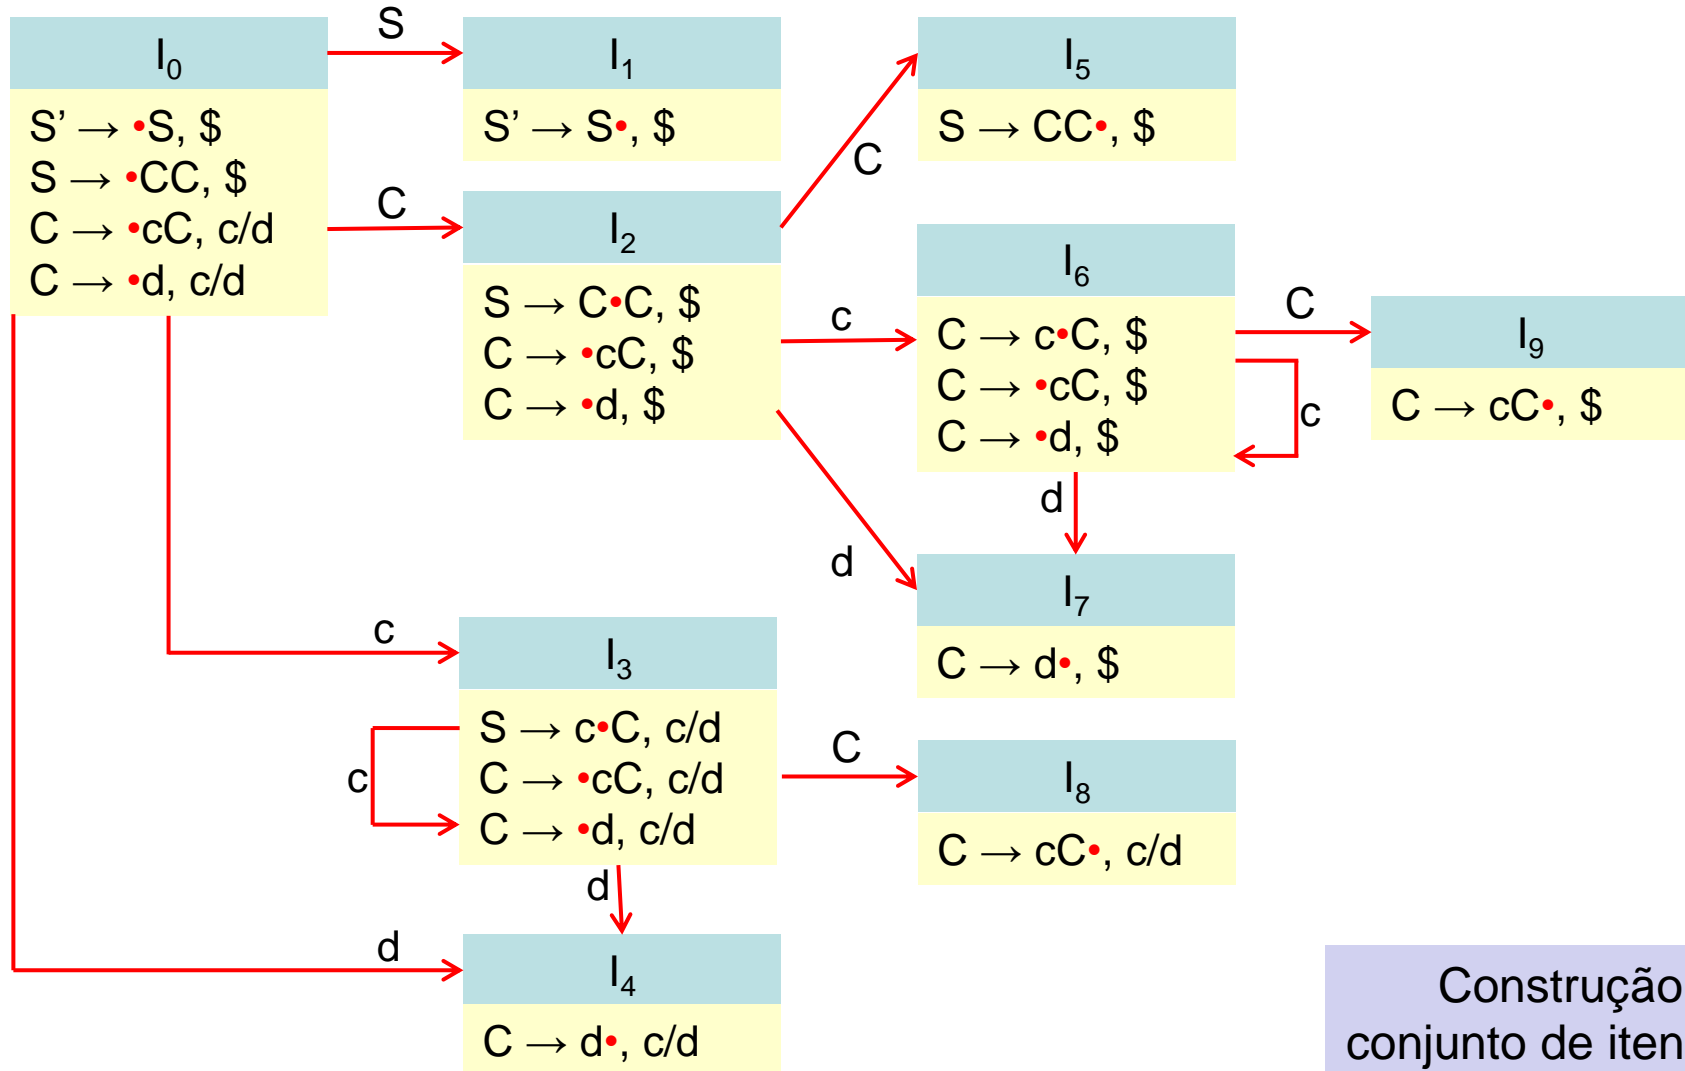 I0
S' → •S, $
S → •CC, $
C → •cC, c/d
C → •d, c/d
S
I1
S' → S•, $
C
I2
S → C•C, $
C → •cC, $
C → •d, $
C
I5
S → CC•, $
c
I6
C → c•C, $
C → •cC, $
C → •d, $
C
c
I9
C → cC•, $
d
d
I7
C → d•, $
c
I3
S → c•C, c/d
C → •cC, c/d
C → •d, c/d
c
C
I8
C → cC•, c/d
d
d
I4
C → d•, c/d
Construção
conjunto de iten